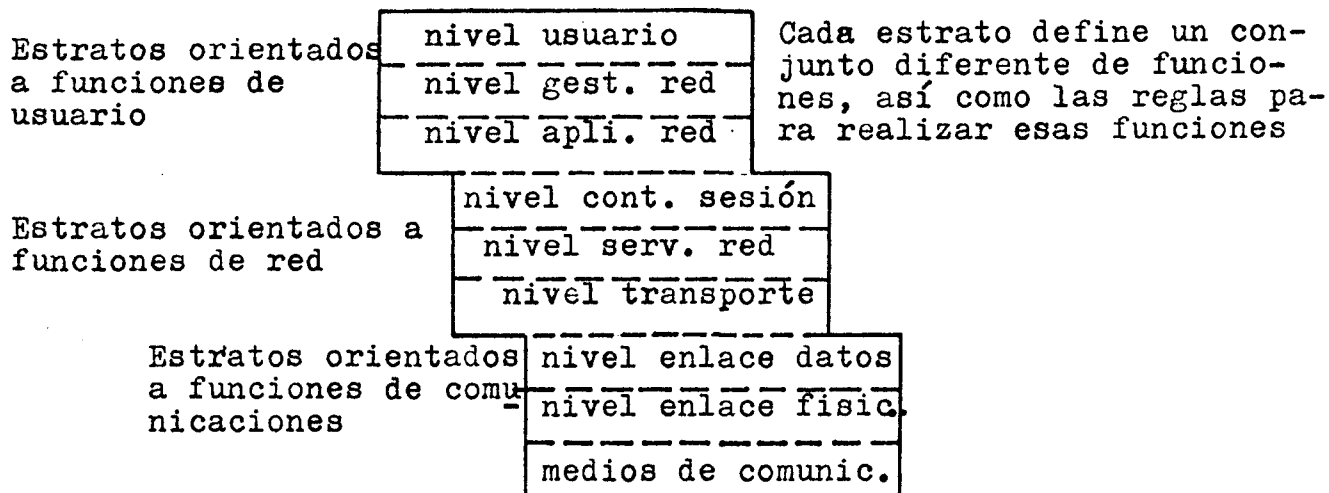 Estratos orientados
a funciones de
usuario
nivel usuario
nivel gest. red
nivel apli. red
Cada estrato define un con-
junto diferente de funcio-
nes, así como las reglas pa-
ra realizar esas funciones
Estratos orientados a
funciones de red
nivel cont. sesión
nivel serv. red
nivel transporte
Estratos orientados
a funciones de comu
nicaciones
nivel enlace datos
nivel enlace físic.
medios de comunic.